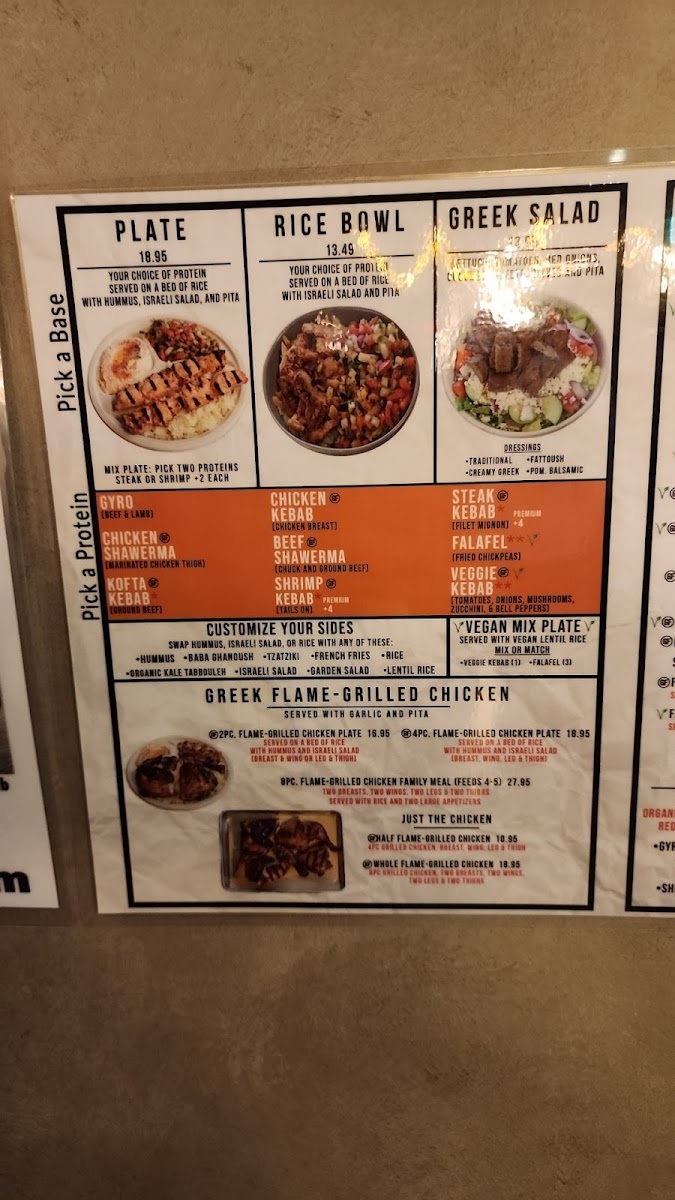 Pick a Base
PLATE
18.95
YOUR CHOICE OF PROTEIN
SERVED ON A BED OF RICE
WITH HUMMUS, ISRAELI SALAD, AND PITA
MIX PLATE: PICK TWO PROTEINS
STEAK OR SHRIMP +2 EACH
RICE BOWL
13.49
YOUR CHOICE OF PROTEIN
SERVED ON A BED OF RICE
WITH ISRAELI SALAD AND PITA
GREEK SALAD
LETTUCE, TOMATOES, RED ONIONS,
CUCUMBERS, FETA, OLIVES AND PITA
DRESSINGS
•TRADITIONAL •FATTOUSH
•CREAMY GREEK •POM. BALSAMIC
Pick a Protein
GYRO
(BEEF & LAMB)
CHICKEN
SHAWERMA
(MARINATED CHICKEN THIGH)
KOFTA
KEBAB*
(GROUND BEEF)
CHICKEN
KEBAB
(CHICKEN BREAST)
BEEF
SHAWERMA
(CHUCK AND GROUND BEEF)
SHRIMP
KEBAB* PREMIUM
(TAILS ON) +4
STEAK
KEBAB* PREMIUM
(FILET MIGNON) +4
FALAFEL**
(FRIED CHICKPEAS)
VEGGIE
KEBAB**
(TOMATOES, ONIONS, MUSHROOMS,
ZUCCHINI, & BELL PEPPERS)
CUSTOMIZE YOUR SIDES
SWAP HUMMUS, ISRAELI SALAD, OR RICE WITH ANY OF THESE:
•HUMMUS •BABA GHANOUSH •TZATZIKI •FRENCH FRIES •RICE
•ORGANIC KALE TABBOULEH •ISRAELI SALAD •GARDEN SALAD •LENTIL RICE
VEGAN MIX PLATE
SERVED WITH VEGAN LENTIL RICE
MIX OR MATCH
•VEGGIE KEBAB (1) •FALAFEL (3)
GREEK FLAME-GRILLED CHICKEN
SERVED WITH GARLIC AND PITA
2PC. FLAME-GRILLED CHICKEN PLATE 16.95
SERVED ON A BED OF RICE
WITH HUMMUS AND ISRAELI SALAD
(BREAST & WING OR LEG & THIGH)
4PC. FLAME-GRILLED CHICKEN PLATE 18.95
SERVED ON A BED OF RICE
WITH HUMMUS AND ISRAELI SALAD
(BREAST, WING, LEG & THIGH)
8PC. FLAME-GRILLED CHICKEN FAMILY MEAL (FEEDS 4-5) 27.95
TWO BREASTS, TWO WINGS, TWO LEGS & TWO THIGHS
SERVED WITH RICE AND TWO LARGE APPETIZERS
JUST THE CHICKEN
HALF FLAME-GRILLED CHICKEN 10.95
4PC GRILLED CHICKEN, BREAST, WING, LEG & THIGH
WHOLE FLAME-GRILLED CHICKEN 18.95
8PC GRILLED CHICKEN, TWO BREASTS, TWO WINGS,
TWO LEGS & TWO THIGHS